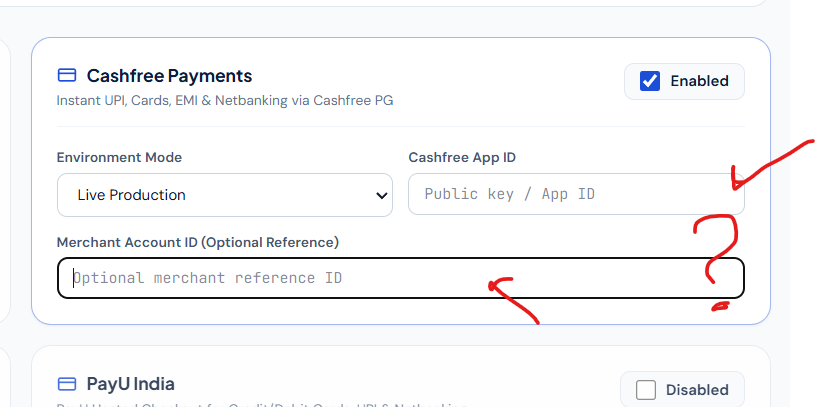 Cashfree Payments
Enabled
Instant UPI, Cards, EMI & Netbanking via Cashfree PG
Environment Mode
Cashfree App ID
Live Production
Public key / App ID
Merchant Account ID (Optional Reference)
Optional merchant reference ID
?
PayU India
Disabled